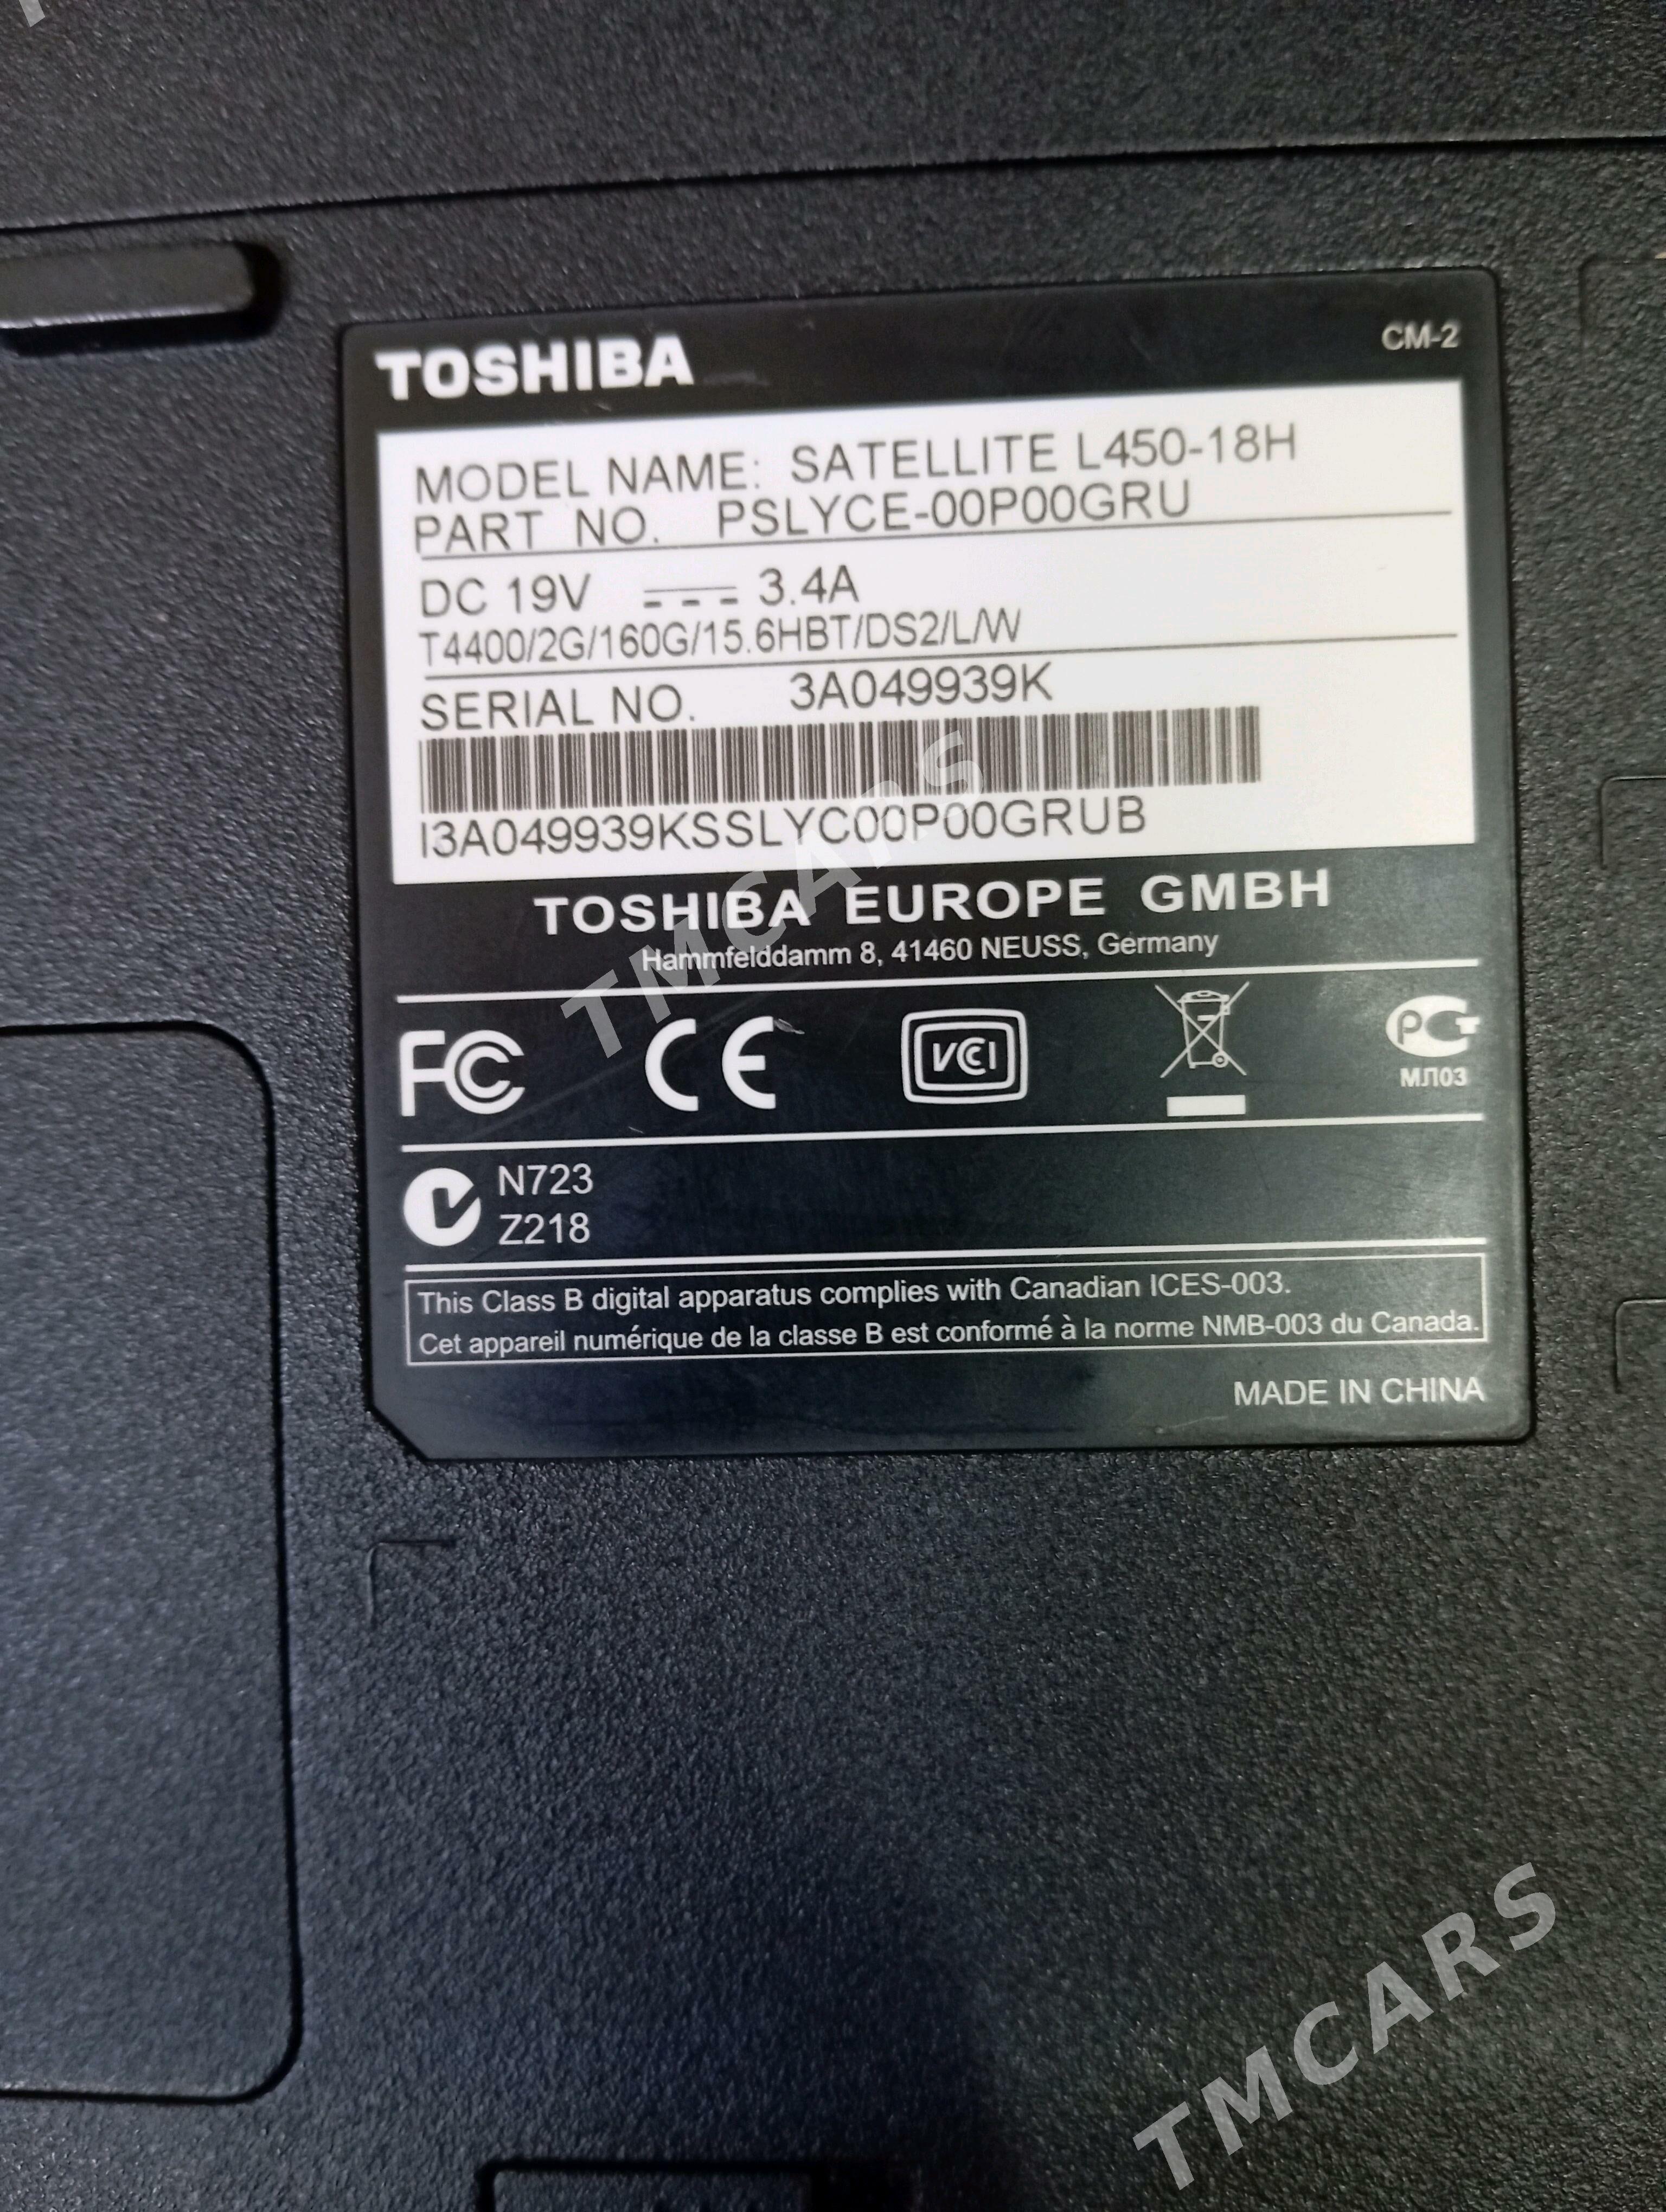 TOSHIBA
CM-2
MODEL NAME: SATELLITE L450-18H
PART NO. PSLYCE-00P00GRU
DC 19V 3.4A
T4400/2G/160G/15.6HBT/DS2/L/W
SERIAL NO. 3A049939K
I3A049939KSSLYC00P00GRUB
TOSHIBA EUROPE GMBH
Hammfelddamm 8, 41460 NEUSS, Germany
FC CE VCCI PCT
МЛ03
N723
Z218
This Class B digital apparatus complies with Canadian ICES-003.
Cet appareil numérique de la classe B est conformé à la norme NMB-003 du Canada.
MADE IN CHINA
TMCARS
TMCARS